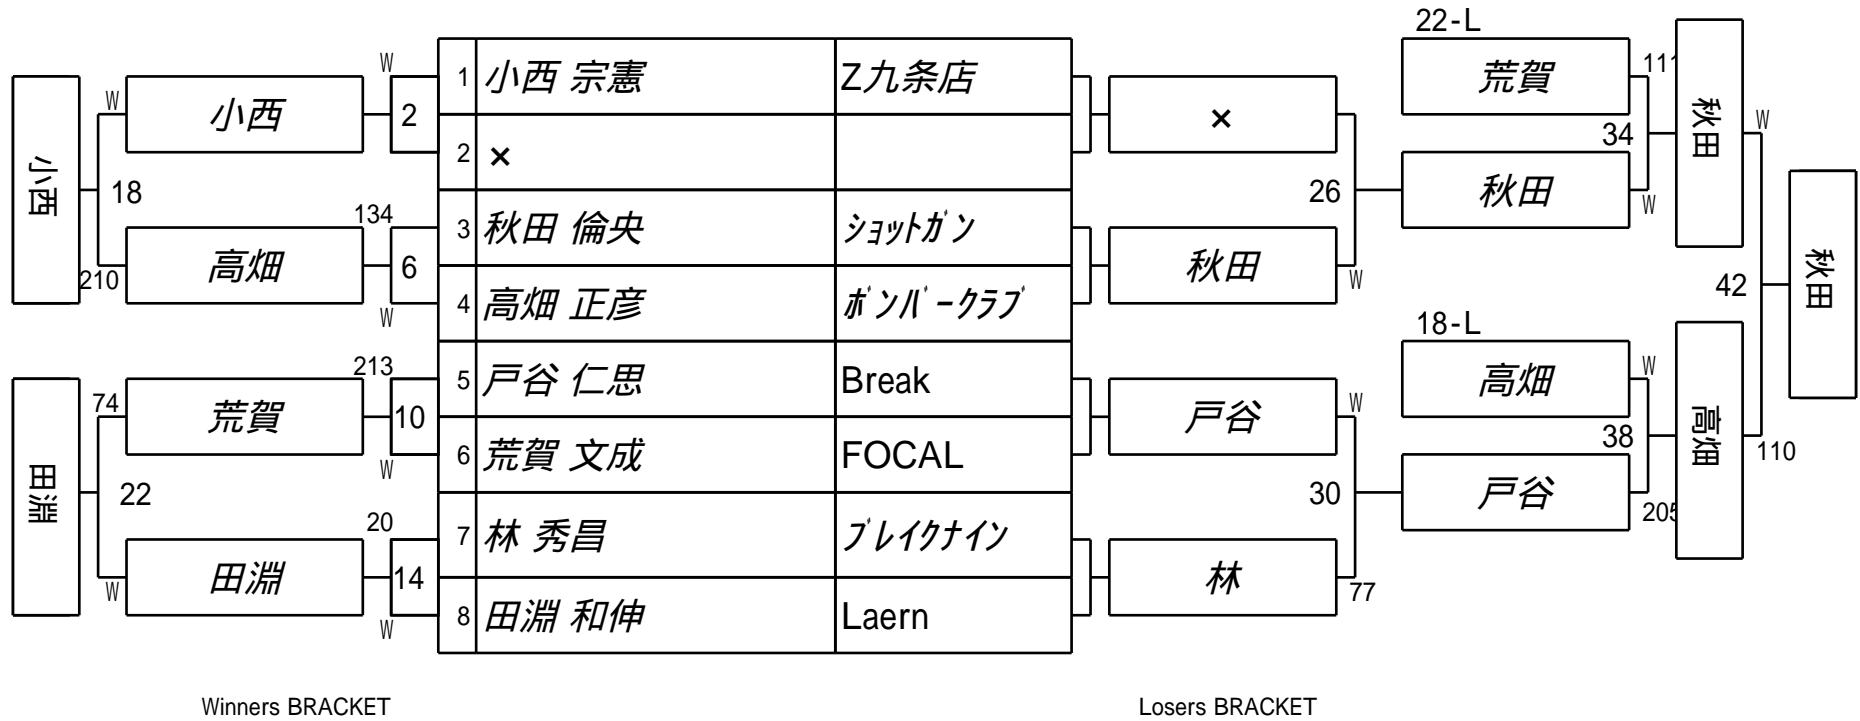 22-L
W 1 小西 宗憲 Z九条店 荒賀 111
W 小西 2 × 秋田 W
2 × 34
小西 18 26 秋田 W 秋田
134 3 秋田 倫央 ショットガン
210 高畑 6 秋田 W 42
4 高畑 正彦 ボンバークラブ
W 18-L
213 5 戸谷 仁思 Break 高畑 W
74 荒賀 10 戸谷 W 38 高畑 110
W 6 荒賀 文成 FOCAL
田淵 22 30 戸谷 205
20 7 林 秀昌 ブレイクナイン
W 田淵 14 林 77
W 8 田淵 和伸 Laern
Winners BRACKET Losers BRACKET